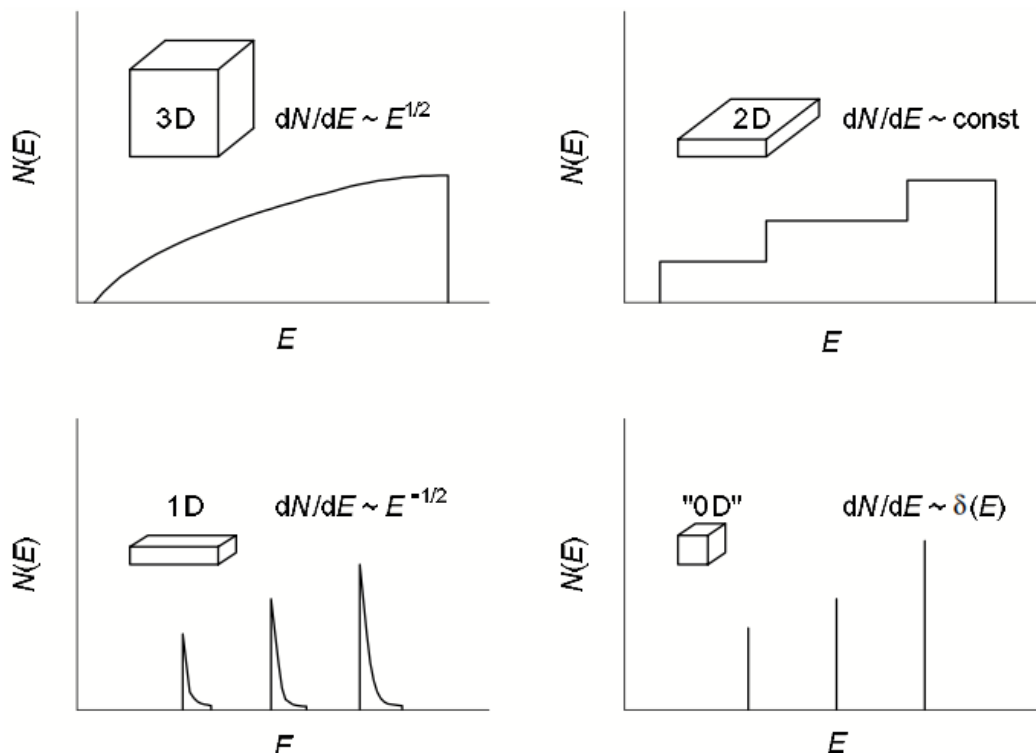 3D
dN/dE ~ E^1/2
N(E)
E
2D
dN/dE ~ const
N(E)
E
1D
dN/dE ~ E^-1/2
N(E)
E
"0D"
dN/dE ~ δ(E)
N(E)
E